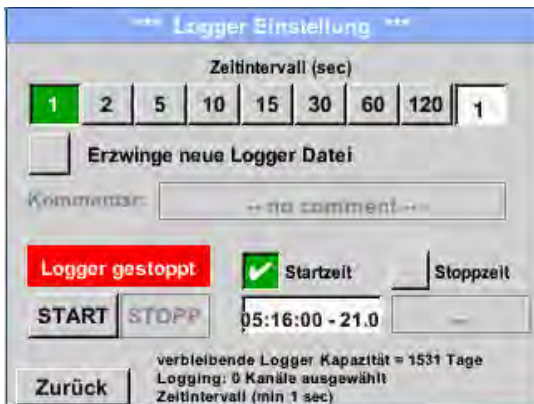 *** Logger Einstellung ***
Zeitintervall (sec)
1 2 5 10 15 30 60 120 1
Erzwinge neue Logger Datei
Kommentar: -- no comment --
Logger gestoppt Startzeit Stoppzeit
START STOPP 05:16:00 - 21.0 --
verbleibende Logger Kapazität = 1531 Tage
Logging: 0 Kanäle ausgewählt
Zurück Zeitintervall (min 1 sec)